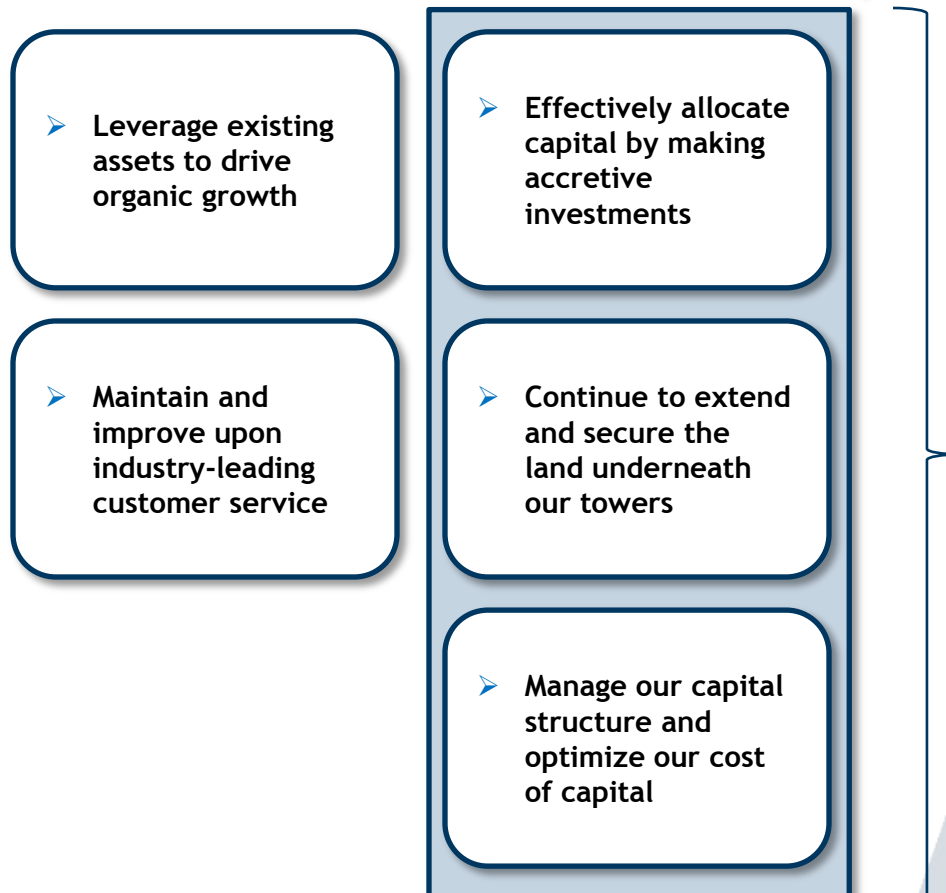 ➢ Leverage existing
assets to drive
organic growth
➢ Maintain and
improve upon
industry-leading
customer service
➢ Effectively allocate
capital by making
accretive
investments
➢ Continue to extend
and secure the
land underneath
our towers
➢ Manage our capital
structure and
optimize our cost
of capital